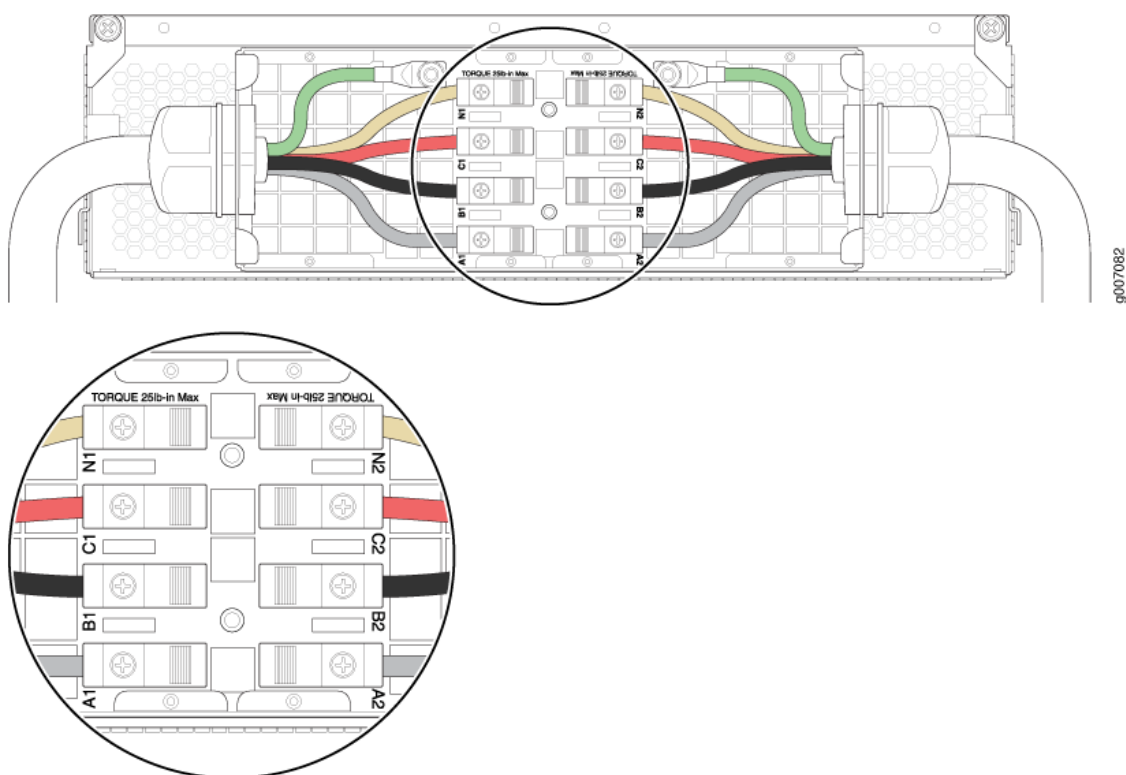 TORQUE 25lb-in Max
TORQUE 25lb-in Max
N1
N2
C1
C2
B1
B2
A1
A2
g007082
TORQUE 25lb-in Max
TORQUE 25lb-in Max
N1
N2
C1
C2
B1
B2
A1
A2